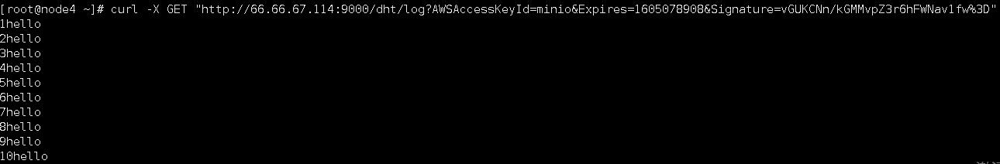 [root@node4 ~]# curl -X GET "http://66.66.67.114:9000/dht/log?AWSAccessKeyId=minio&Expires=1605078908&Signature=vGUKCNn/kGMMvpZ3r6hFWNav1fw%3D"
1hello
2hello
3hello
4hello
5hello
6hello
7hello
8hello
9hello
10hello